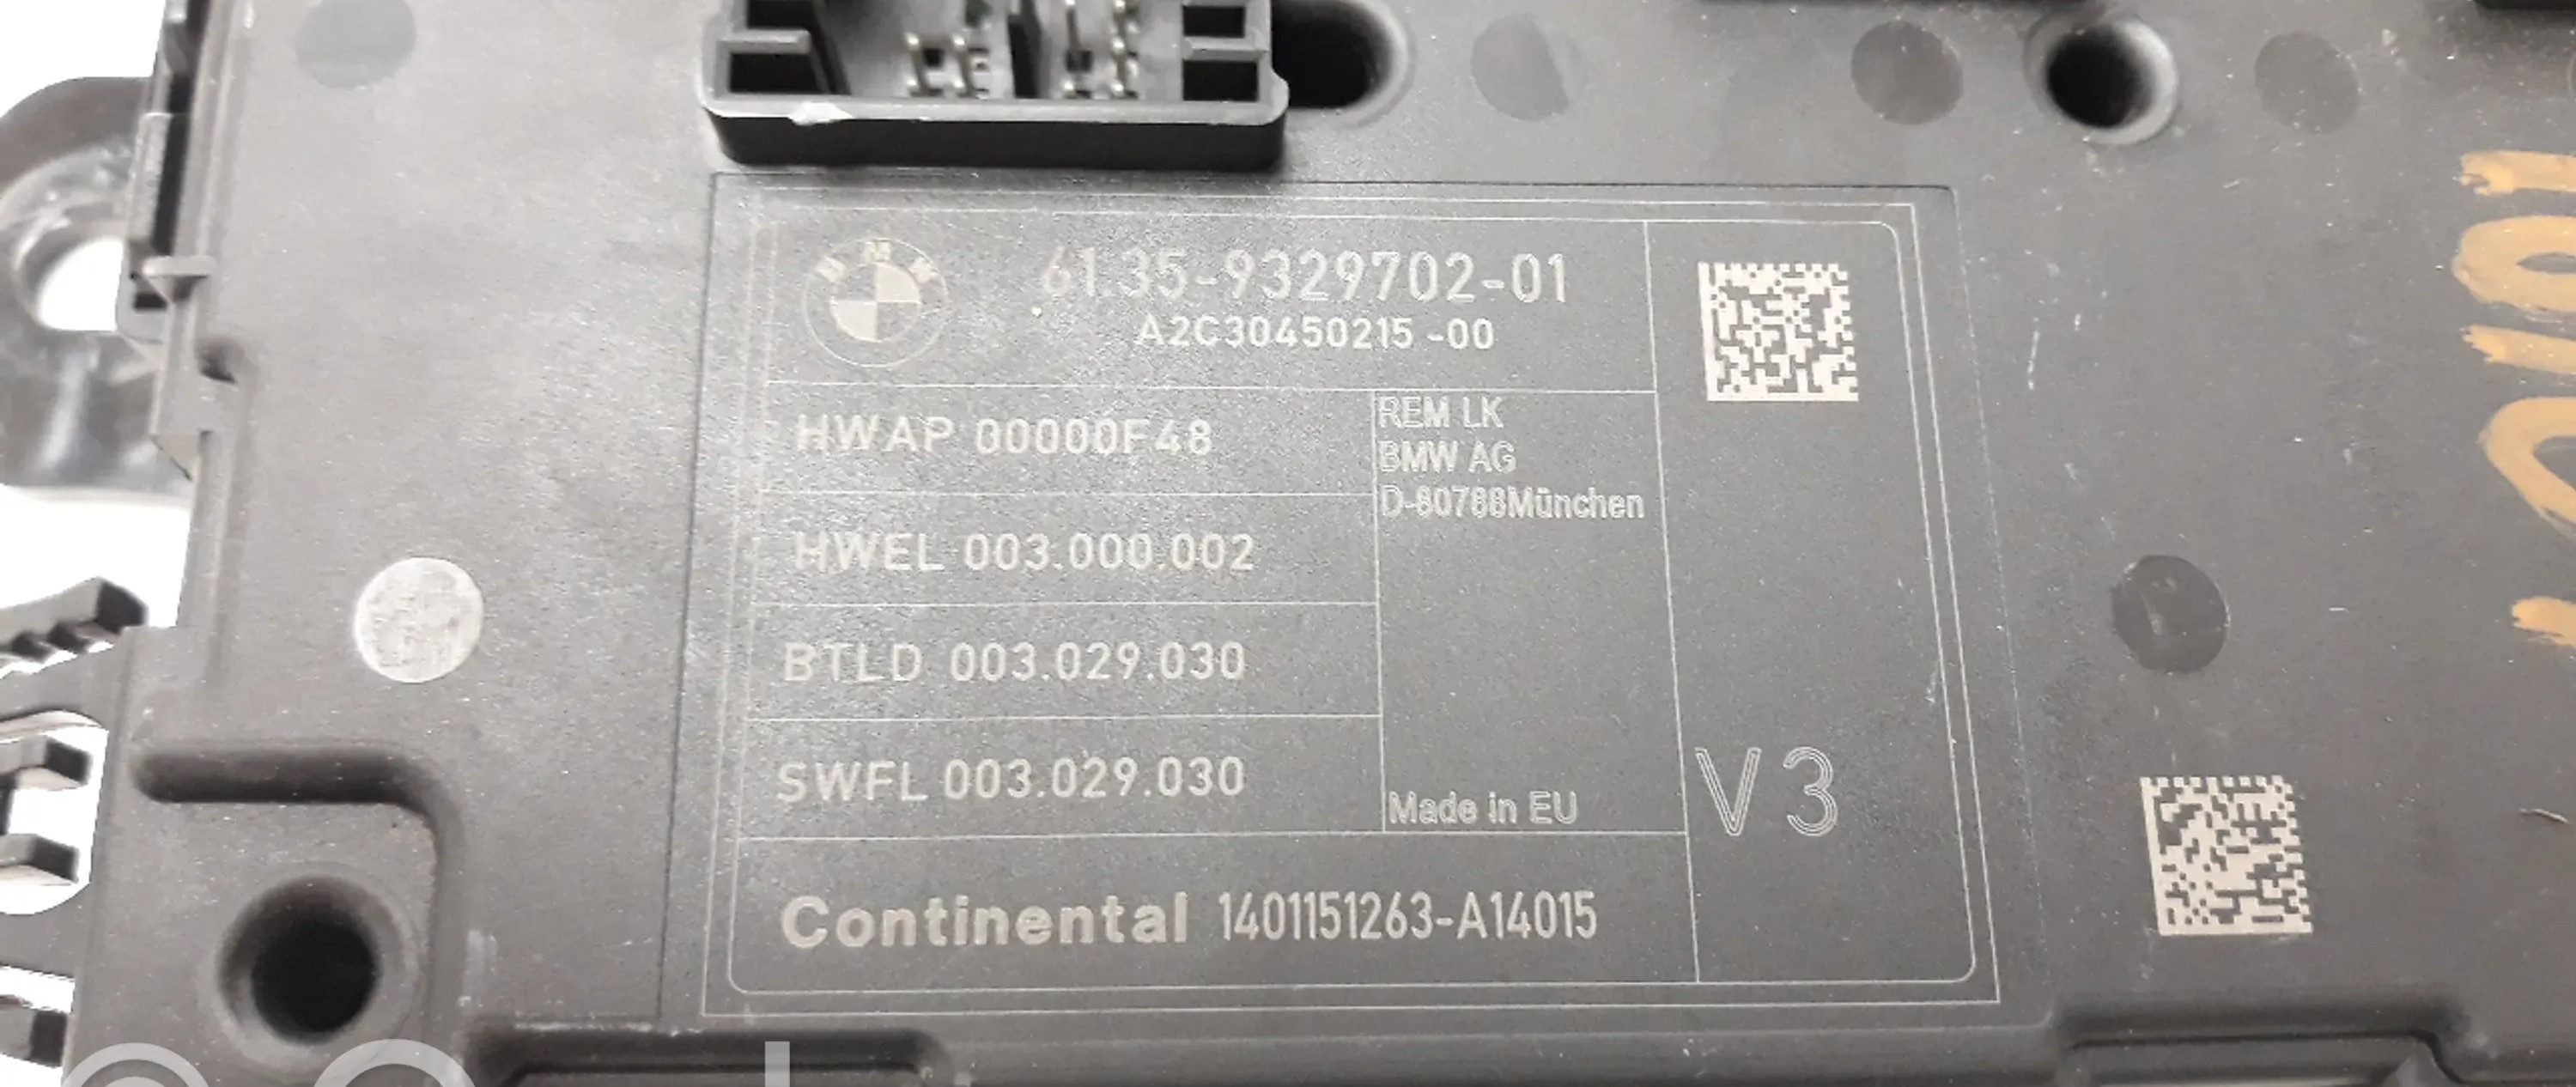 BMW
61.35-9329702-01
A2C30450215 -00
HWAP 00000F48
REM LK
BMW AG
D-80788München
HWEL 003.000.002
BTLD 003.029.030
SWFL 003.029.030
Made in EU
V3
Continental 1401151263-A14015